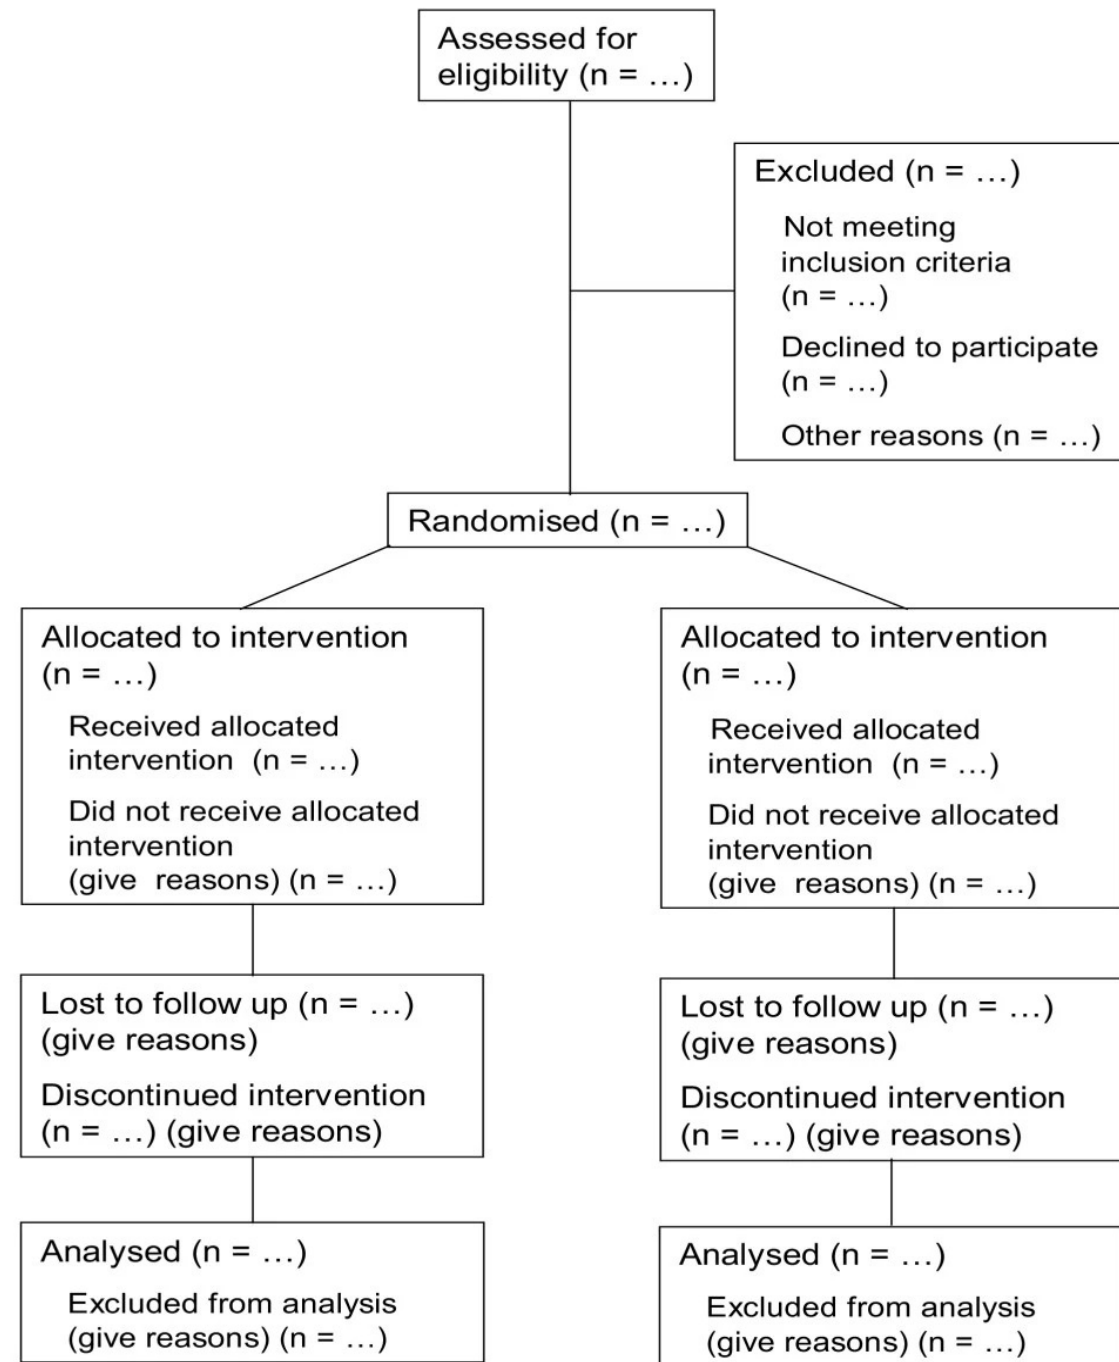 Assessed for
eligibility (n = …)
Excluded (n = …)
Not meeting
inclusion criteria
(n = …)
Declined to participate
(n = …)
Other reasons (n = …)
Randomised (n = …)
Allocated to intervention
(n = …)
Received allocated
intervention (n = …)
Did not receive allocated
intervention
(give reasons) (n = …)
Allocated to intervention
(n = …)
Received allocated
intervention (n = …)
Did not receive allocated
intervention
(give reasons) (n = …)
Lost to follow up (n = …)
(give reasons)
Discontinued intervention
(n = …) (give reasons)
Lost to follow up (n = …)
(give reasons)
Discontinued intervention
(n = …) (give reasons)
Analysed (n = …)
Excluded from analysis
(give reasons) (n = …)
Analysed (n = …)
Excluded from analysis
(give reasons) (n = …)